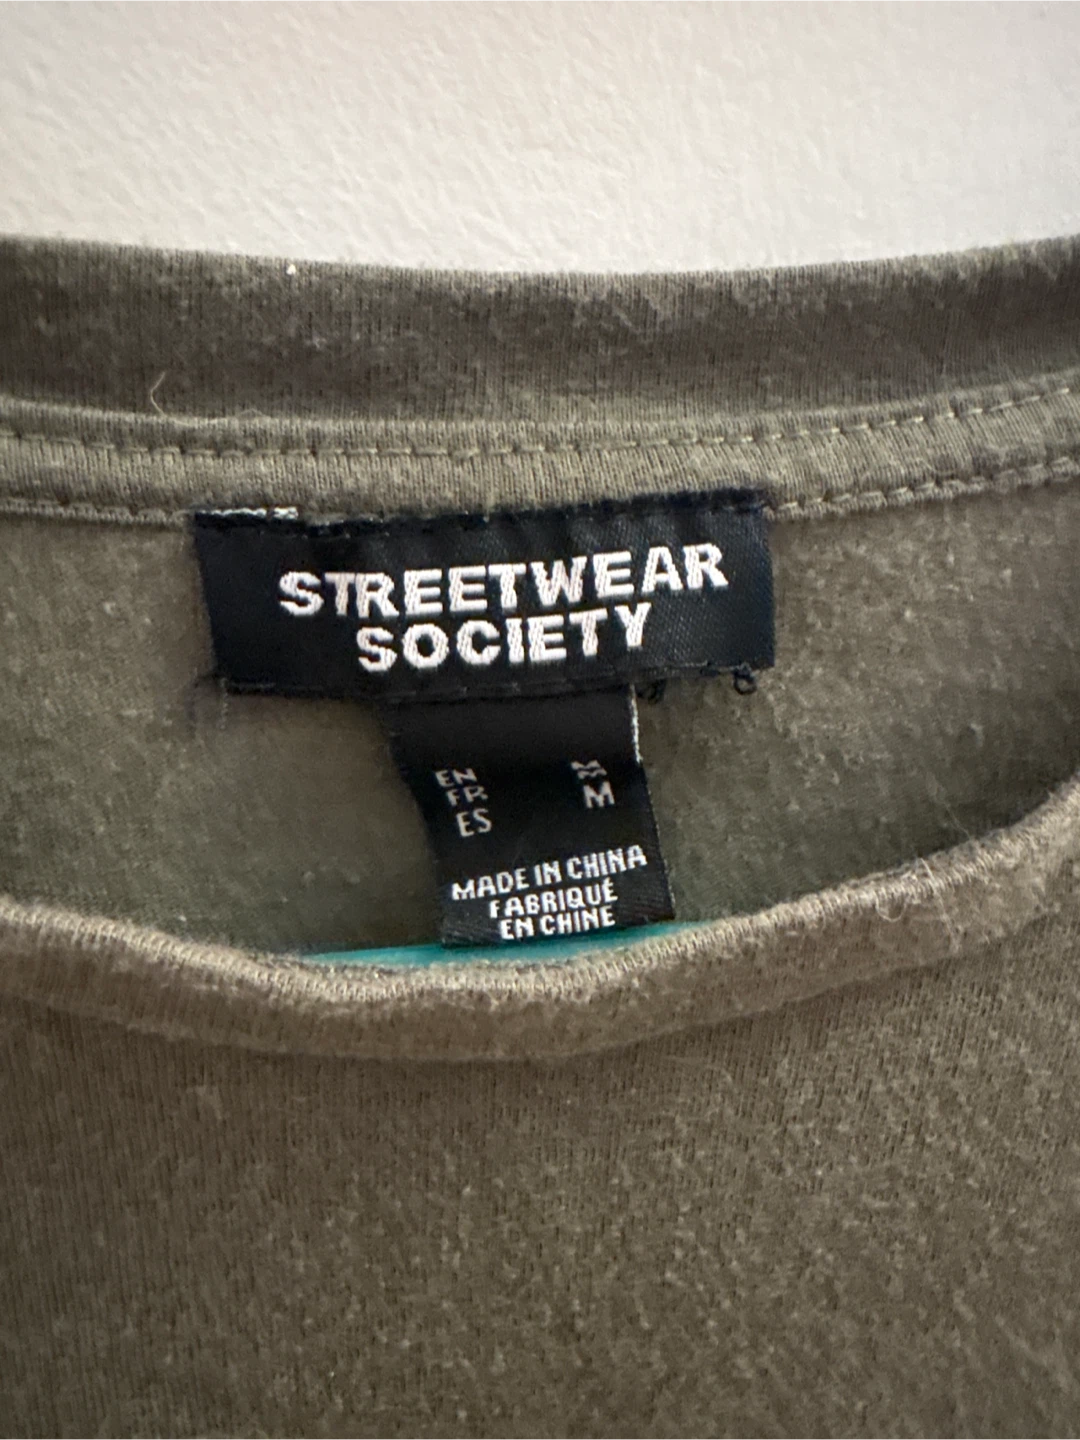 STREETWEAR
SOCIETY
EN M
FR M
ES M
MADE IN CHINA
FABRIQUÉ
EN CHINE